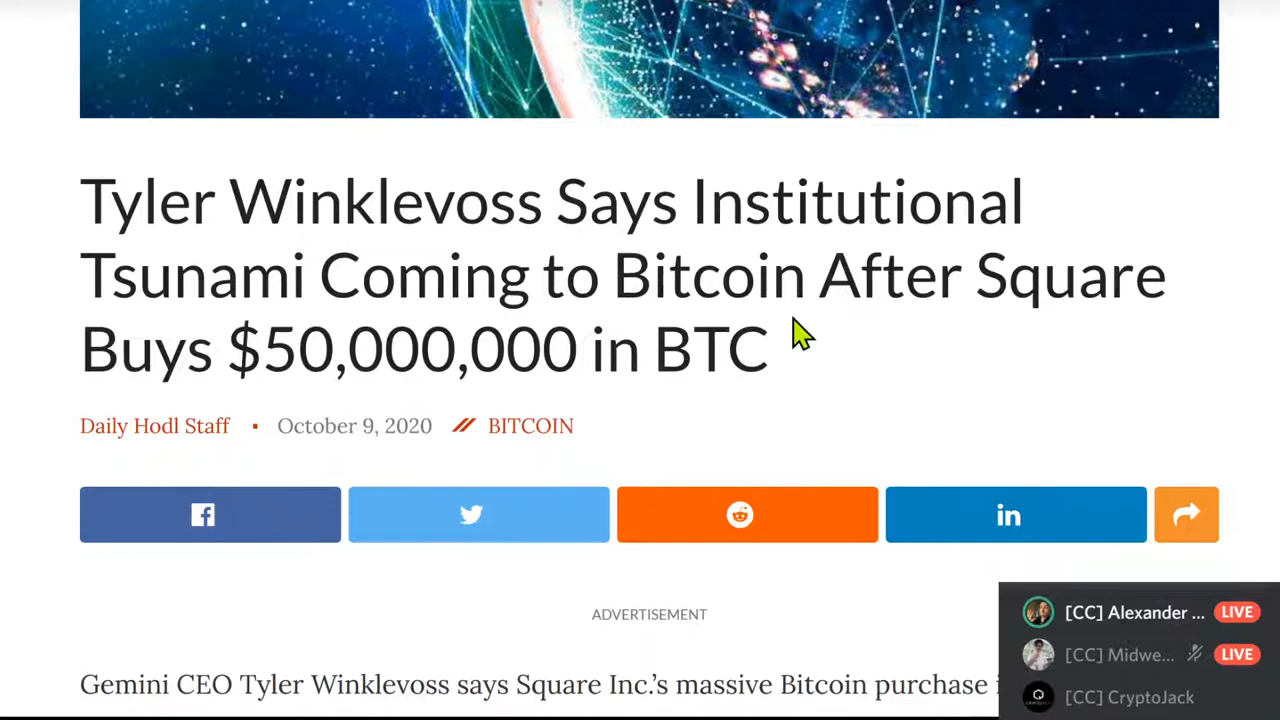 Tyler Winklevoss Says Institutional
Tsunami Coming to Bitcoin After Square
Buys $50,000,000 in BTC
Daily Hodl Staff ▪ October 9, 2020 // BITCOIN
ADVERTISEMENT
Gemini CEO Tyler Winklevoss says Square Inc.’s massive Bitcoin purchase
[CC] Alexander ... LIVE
[CC] Midwe... LIVE
[CC] CryptoJack